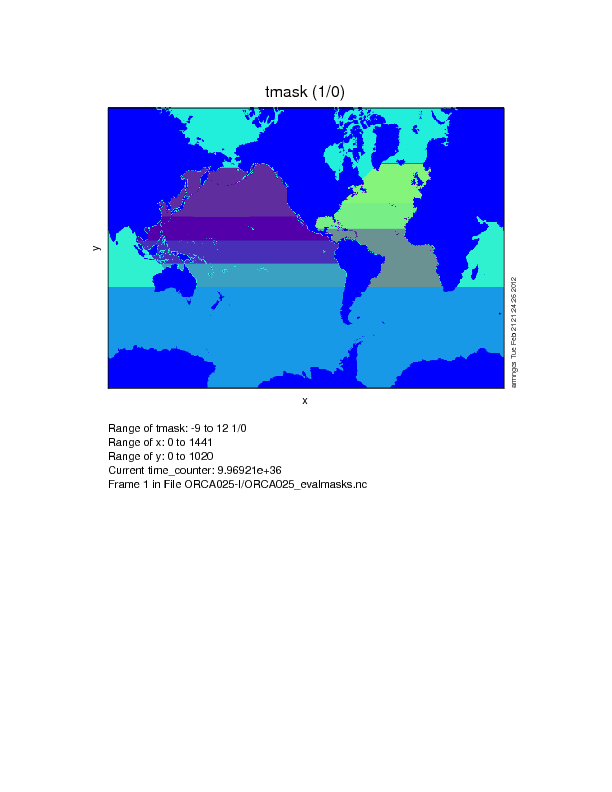 tmask (1/0)
y
x
arminges Tue Feb 21 21:24:26 2012
Range of tmask: -9 to 12 1/0
Range of x: 0 to 1441
Range of y: 0 to 1020
Current time_counter: 9.96921e+36
Frame 1 in File ORCA025-I/ORCA025_evalmasks.nc